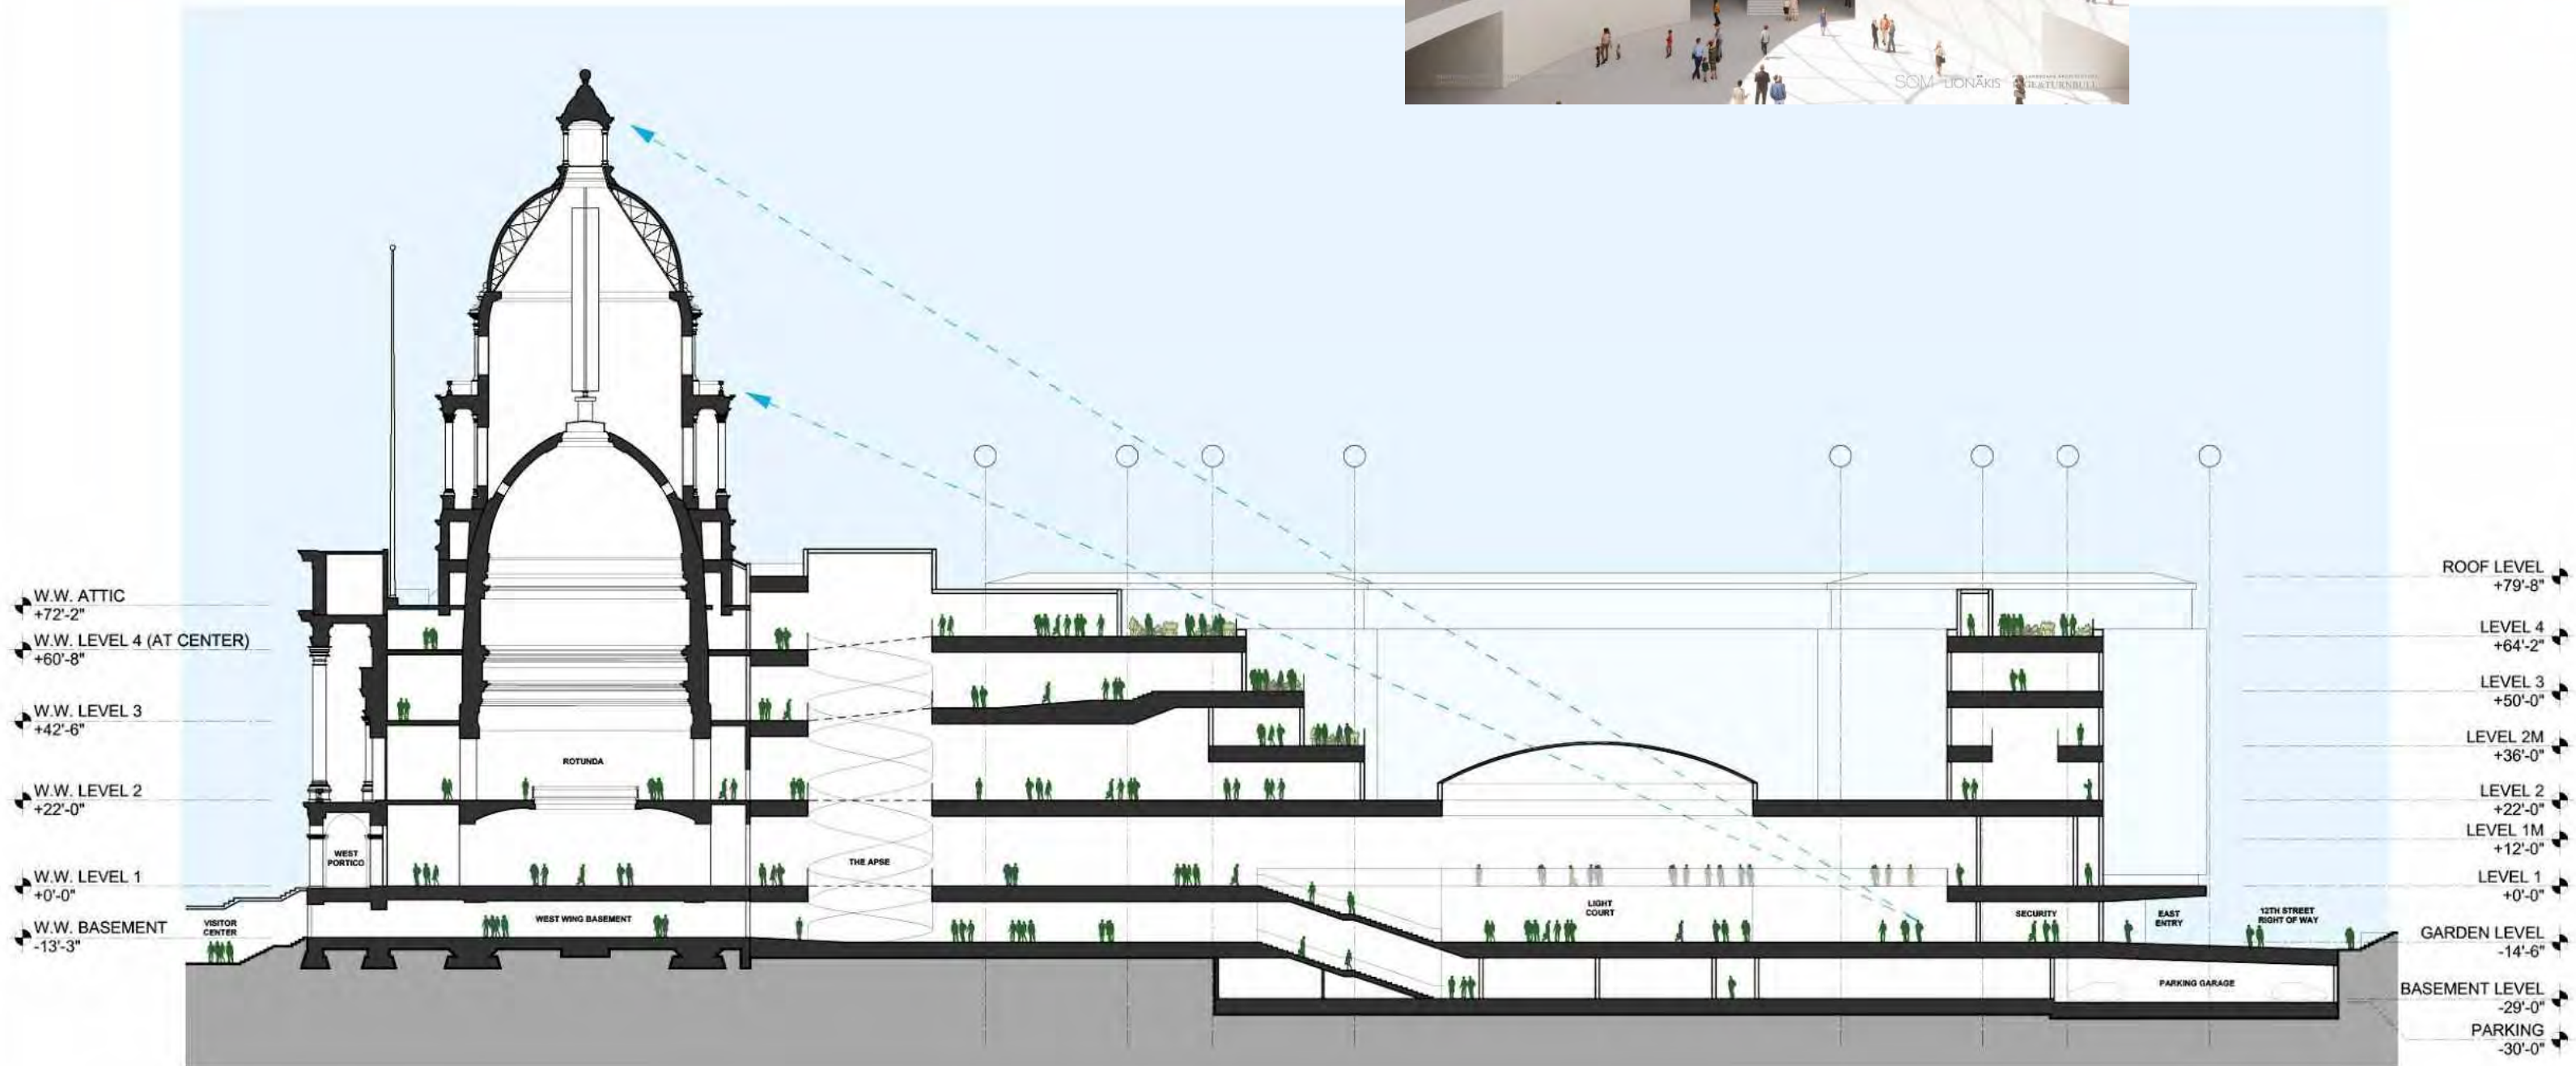 SOM LIONAKIS
W.W. ATTIC
+72'-2"
W.W. LEVEL 4 (AT CENTER)
+60'-8"
W.W. LEVEL 3
+42'-6"
W.W. LEVEL 2
+22'-0"
W.W. LEVEL 1
+0'-0"
W.W. BASEMENT
-13'-3"
VISITOR
CENTER
WEST
PORTICO
ROTUNDA
WEST WING BASEMENT
THE APSE
LIGHT
COURT
SECURITY
EAST
ENTRY
12TH STREET
RIGHT OF WAY
PARKING GARAGE
ROOF LEVEL
+79'-8"
LEVEL 4
+64'-2"
LEVEL 3
+50'-0"
LEVEL 2M
+36'-0"
LEVEL 2
+22'-0"
LEVEL 1M
+12'-0"
LEVEL 1
+0'-0"
GARDEN LEVEL
-14'-6"
BASEMENT LEVEL
-29'-0"
PARKING
-30'-0"